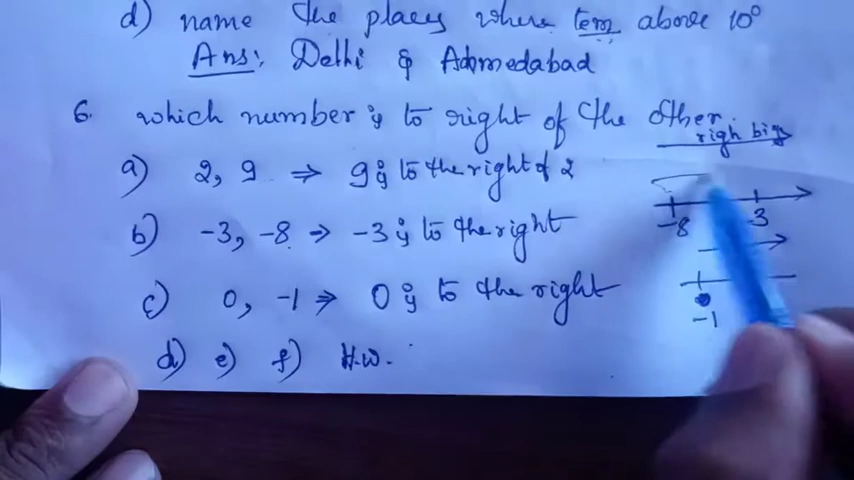 d) name the places where tem above 10°
Ans: Delhi & Ahmedabad
6. which number is to right of the other.
righ big
a) 2, 9 ⇒ 9 is to the right of 2
-8 3
b) -3, -8 → -3 is to the right
c) 0, -1 ⇒ 0 is to the right
-1
d) e) f) H.W.